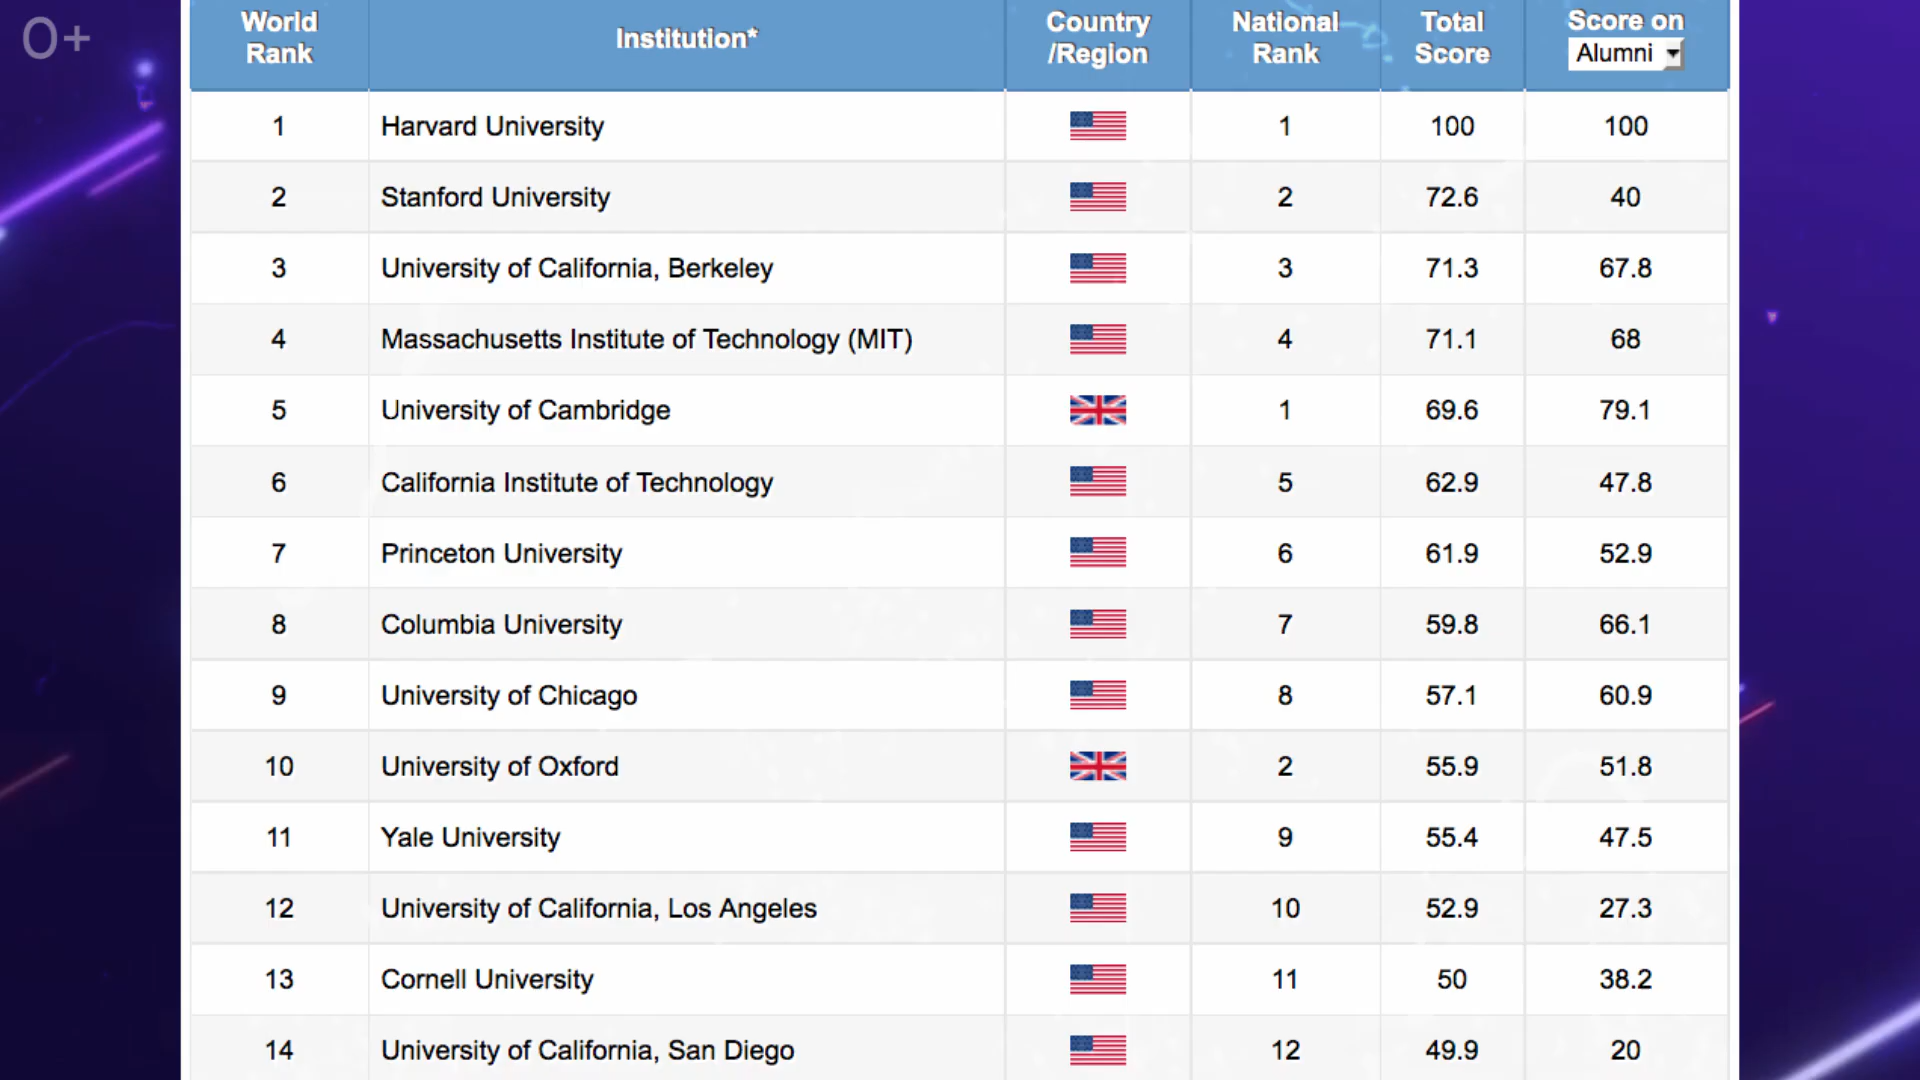 0+
World Rank Institution* Country /Region National Rank Total Score Score on Alumni
1 Harvard University 1 100 100
2 Stanford University 2 72.6 40
3 University of California, Berkeley 3 71.3 67.8
4 Massachusetts Institute of Technology (MIT) 4 71.1 68
5 University of Cambridge 1 69.6 79.1
6 California Institute of Technology 5 62.9 47.8
7 Princeton University 6 61.9 52.9
8 Columbia University 7 59.8 66.1
9 University of Chicago 8 57.1 60.9
10 University of Oxford 2 55.9 51.8
11 Yale University 9 55.4 47.5
12 University of California, Los Angeles 10 52.9 27.3
13 Cornell University 11 50 38.2
14 University of California, San Diego 12 49.9 20